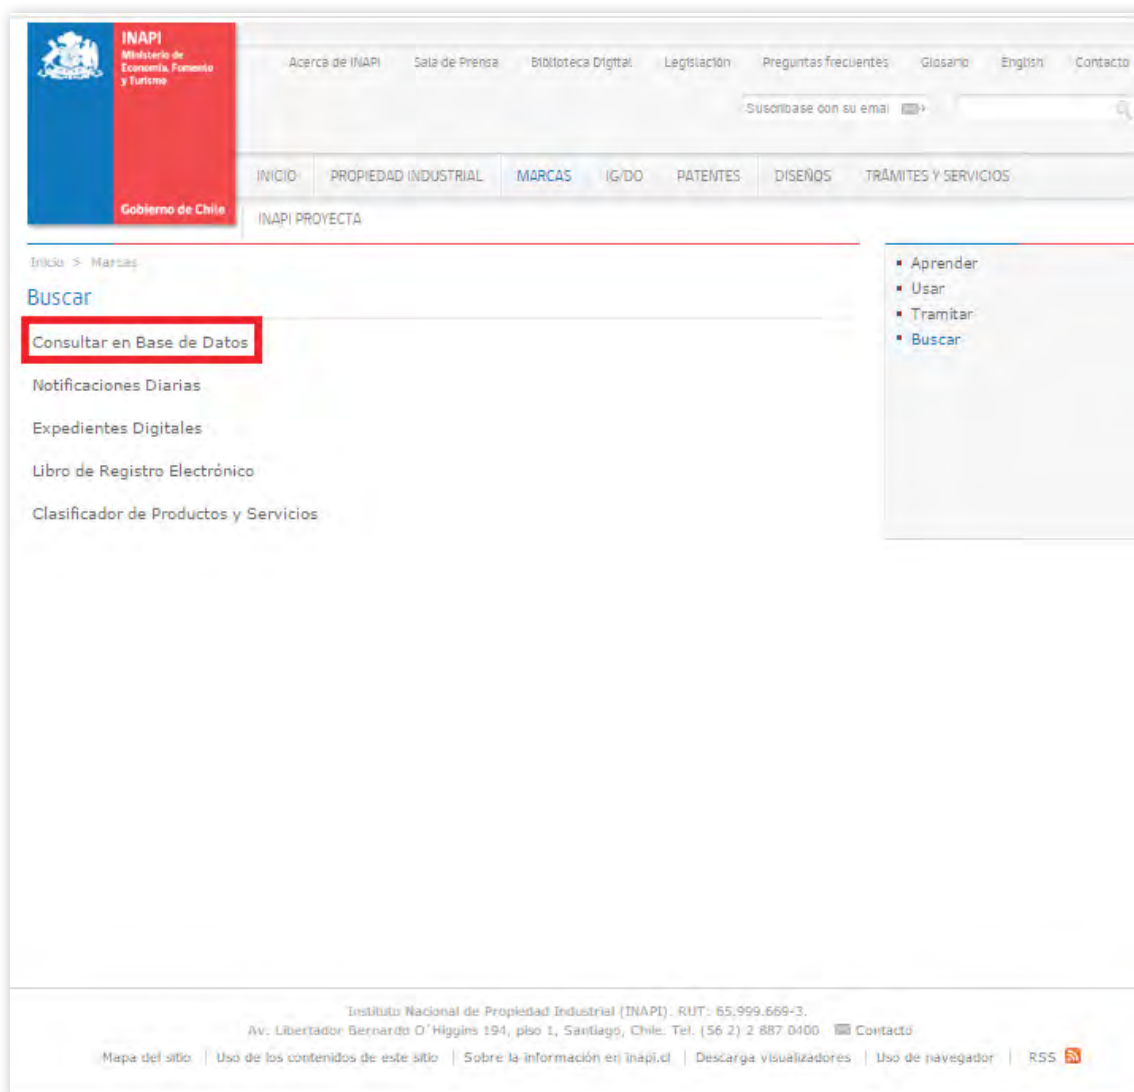 INAPI
Ministerio de
Economía, Fomento
y Turismo
Gobierno de Chile
Acerca de INAPI Sala de Prensa Biblioteca Digital Legislación Preguntas frecuentes Glosario English Contacto
Suscribase con su emai
INICIO PROPIEDAD INDUSTRIAL MARCAS IG/DO PATENTES DISEÑOS TRÁMITES Y SERVICIOS
INAPI PROYECTA
Inicio > Marcas
Buscar
Consultar en Base de Datos
Notificaciones Diarias
Expedientes Digitales
Libro de Registro Electrónico
Clasificador de Productos y Servicios
Aprender
Usar
Tramitar
Buscar
Instituto Nacional de Propiedad Industrial (INAPI). RUT: 65.999.669-3.
Av. Libertador Bernardo O´Higgins 194, piso 1, Santiago, Chile. Tel. (56 2) 2 887 0400 Contacto
Mapa del sitio | Uso de los contenidos de este sitio | Sobre la información en inapi.cl | Descarga visualizadores | Uso de navegador | RSS